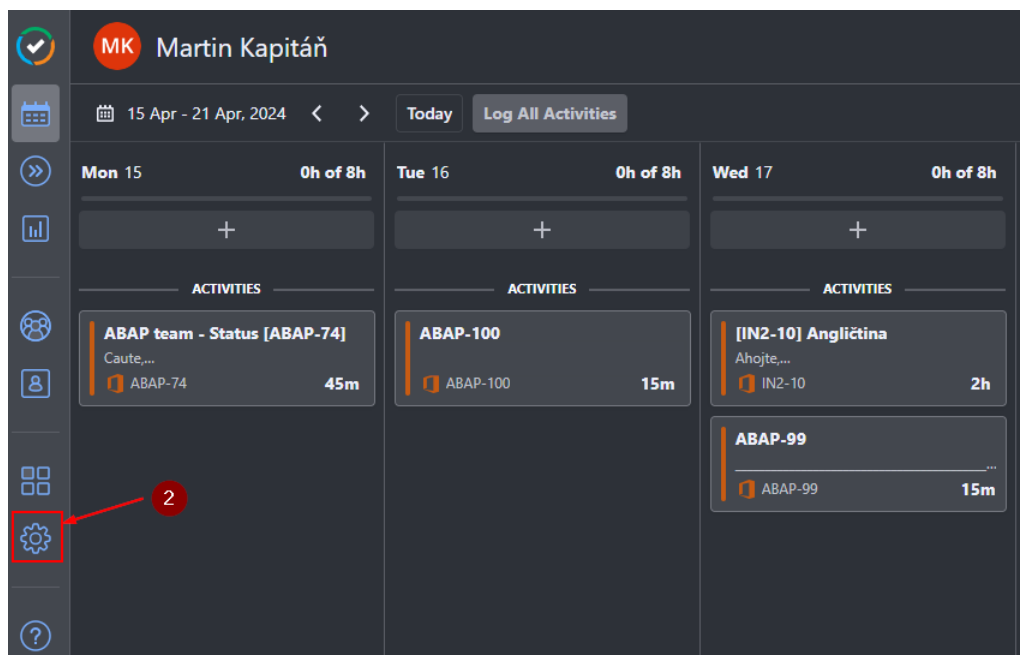 MK Martin Kapitáň
15 Apr - 21 Apr, 2024 Today Log All Activities
Mon 15 0h of 8h
+
ACTIVITIES
ABAP team - Status [ABAP-74]
Caute,...
ABAP-74 45m
Tue 16 0h of 8h
+
ACTIVITIES
ABAP-100
ABAP-100 15m
Wed 17 0h of 8h
+
ACTIVITIES
[IN2-10] Angličtina
Ahojte,...
IN2-10 2h
ABAP-99
________________________________...
ABAP-99 15m
2
?